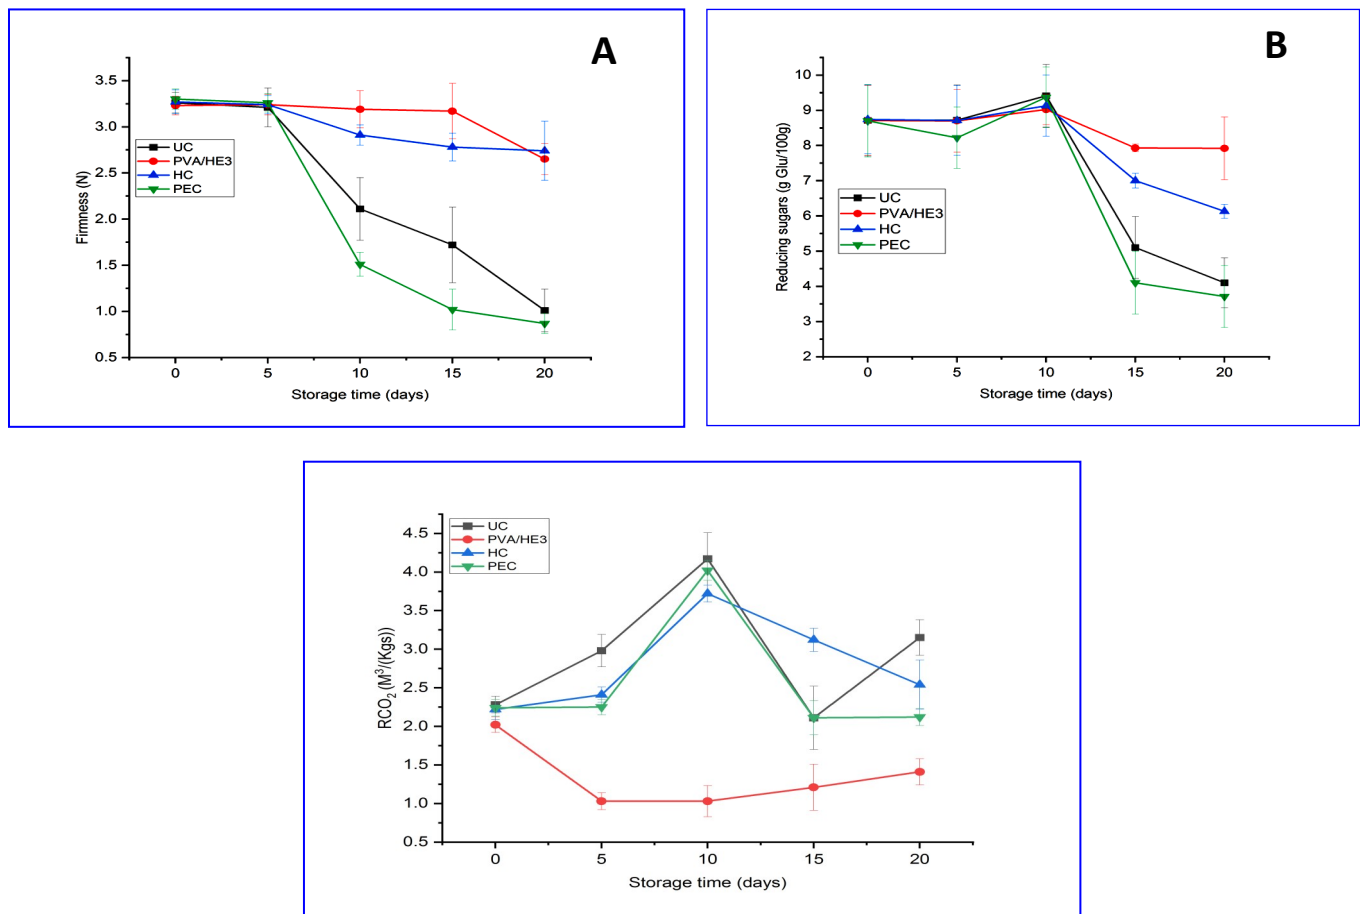 A
3.5
3.0
2.5
2.0
1.5
1.0
0.5
Firmness (N)
UC
PVA/HE3
HC
PEC
0 5 10 15 20
Storage time (days)
B
10
9
8
7
6
5
4
3
2
Reducing sugars (g Glu/100g)
UC
PVA/HE3
HC
PEC
0 5 10 15 20
Storage time (days)
4.5
4.0
3.5
3.0
2.5
2.0
1.5
1.0
0.5
RCO₂ (M³/(Kgs))
UC
PVA/HE3
HC
PEC
0 5 10 15 20
Storage time (days)